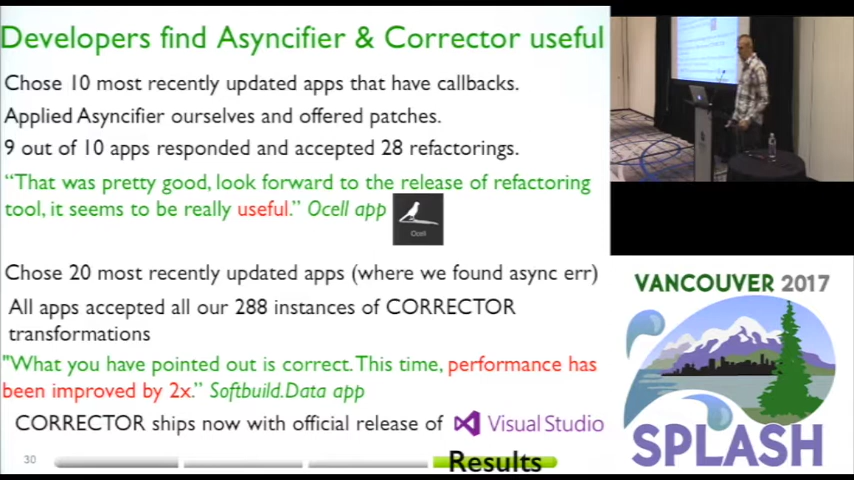 Developers find Asyncifier & Corrector useful
Chose 10 most recently updated apps that have callbacks.
Applied Asyncifier ourselves and offered patches.
9 out of 10 apps responded and accepted 28 refactorings.
“That was pretty good, look forward to the release of refactoring
tool, it seems to be really useful.” Ocell app
Ocell
Chose 20 most recently updated apps (where we found async err)
All apps accepted all our 288 instances of CORRECTOR
transformations
"What you have pointed out is correct. This time, performance has
been improved by 2x.” Softbuild.Data app
CORRECTOR ships now with official release of Visual Studio
30
Results
VANCOUVER 2017
SPLASH